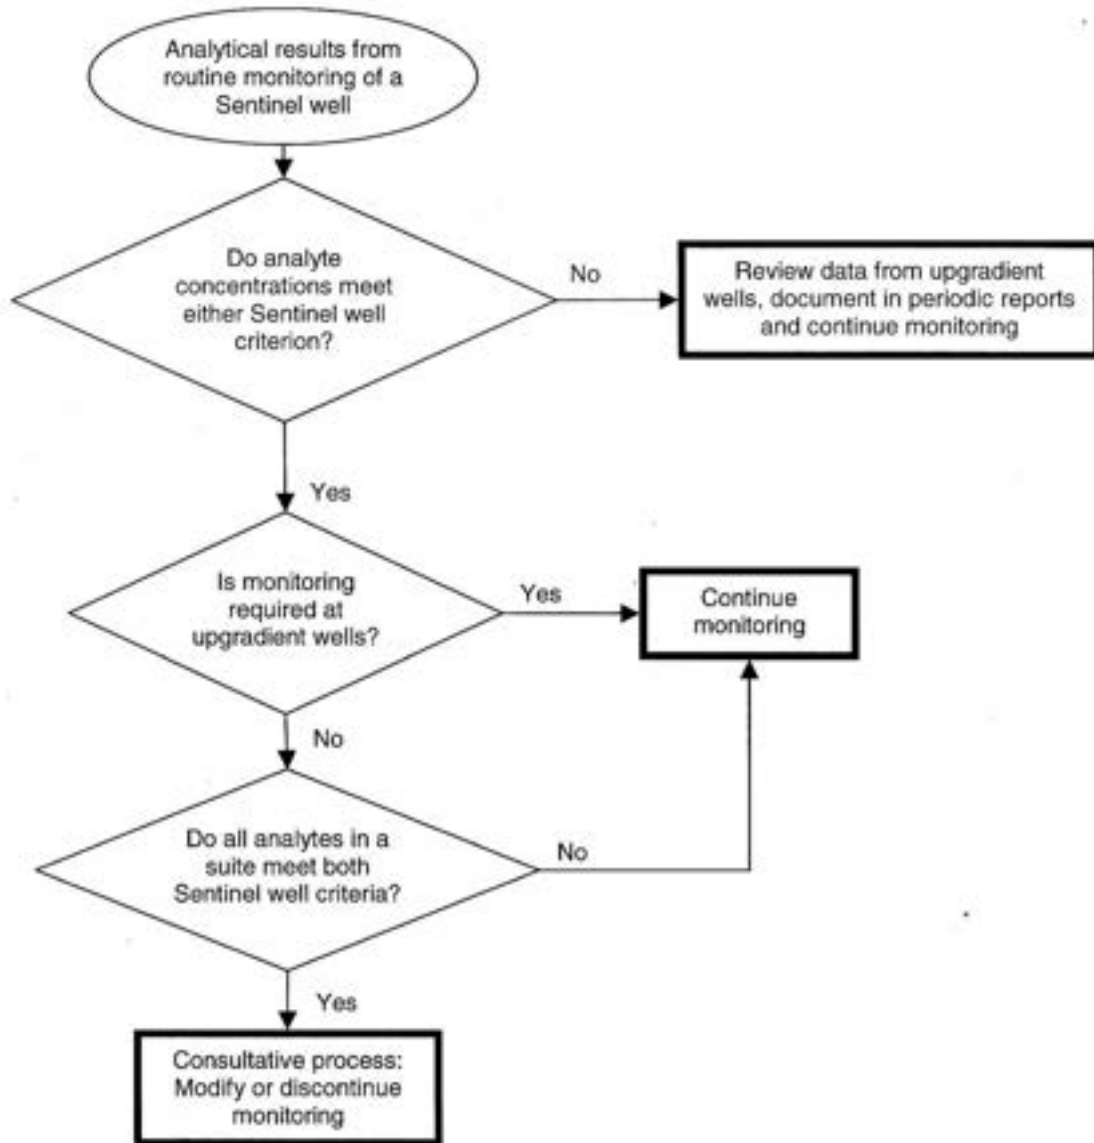 Analytical results from
routine monitoring of a
Sentinel well
Do analyte
concentrations meet
either Sentinel well
criterion?
No
Review data from upgradient
wells, document in periodic reports
and continue monitoring
Yes
Is monitoring
required at
upgradient wells?
Yes
Continue
monitoring
No
Do all analytes in a
suite meet both
Sentinel well criteria?
No
Yes
Consultative process:
Modify or discontinue
monitoring